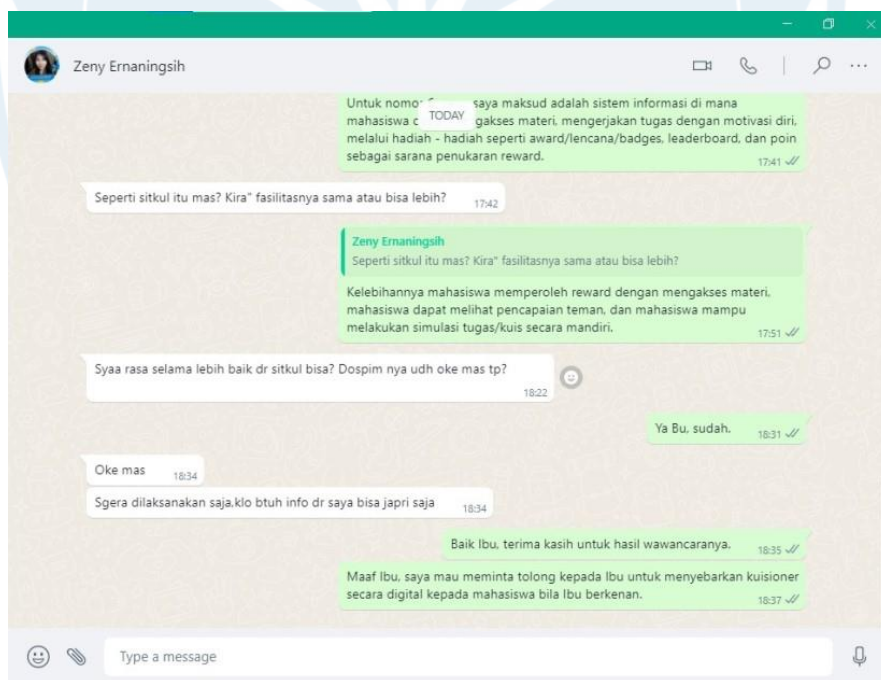 Zeny Ernaningsih
TODAY
Untuk nomo saya maksud adalah sistem informasi di mana
mahasiswa gakses materi, mengerjakan tugas dengan motivasi diri,
melalui hadiah - hadiah seperti award/lencana/badges, leaderboard, dan poin
sebagai sarana penukaran reward.
17:41
Seperti sitkul itu mas? Kira" fasilitasnya sama atau bisa lebih?
17:42
Zeny Ernaningsih
Seperti sitkul itu mas? Kira" fasilitasnya sama atau bisa lebih?
Kelebihannya mahasiswa memperoleh reward dengan mengakses materi,
mahasiswa dapat melihat pencapaian teman, dan mahasiswa mampu
melakukan simulasi tugas/kuis secara mandiri.
17:51
Syaa rasa selama lebih baik dr sitkul bisa? Dospim nya udh oke mas tp?
18:22
Ya Bu, sudah.
18:31
Oke mas
18:34
Sgera dilaksanakan saja.klo btuh info dr saya bisa japri saja
18:34
Baik Ibu, terima kasih untuk hasil wawancaranya.
18:35
Maaf Ibu, saya mau meminta tolong kepada Ibu untuk menyebarkan kuisioner
secara digital kepada mahasiswa bila Ibu berkenan.
18:37
Type a message